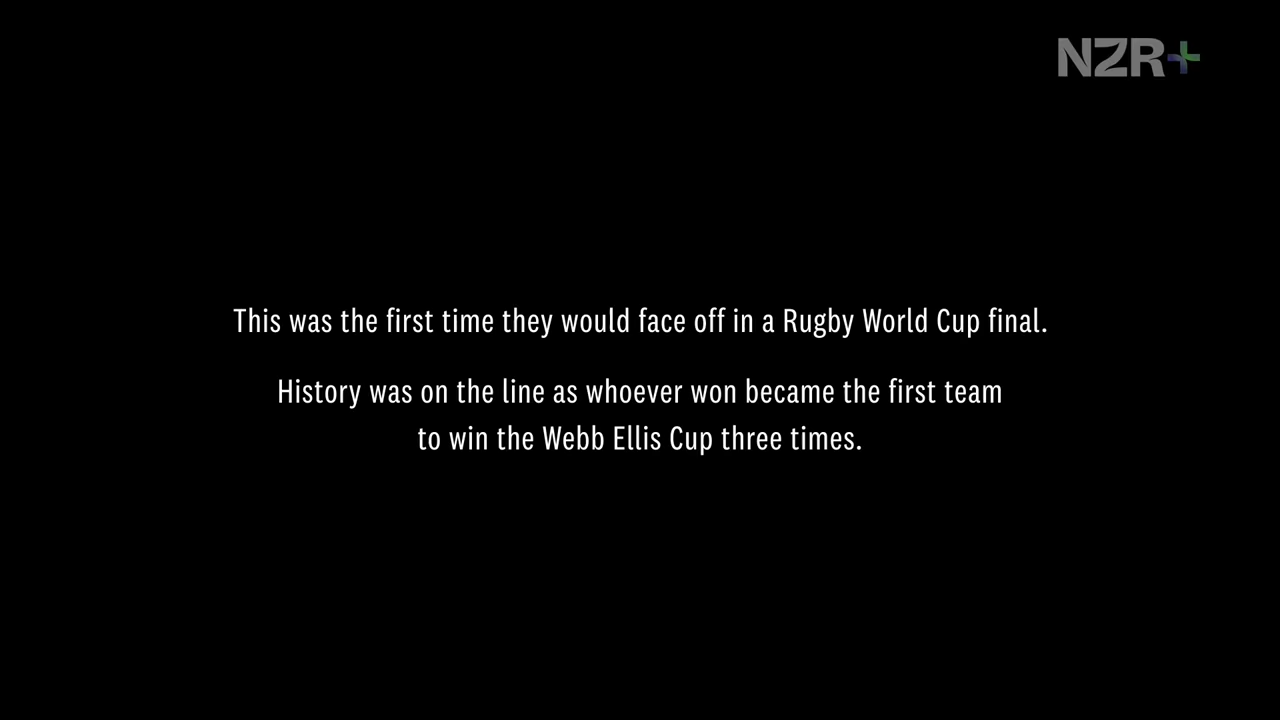 NZR+
This was the first time they would face off in a Rugby World Cup final.
History was on the line as whoever won became the first team
to win the Webb Ellis Cup three times.